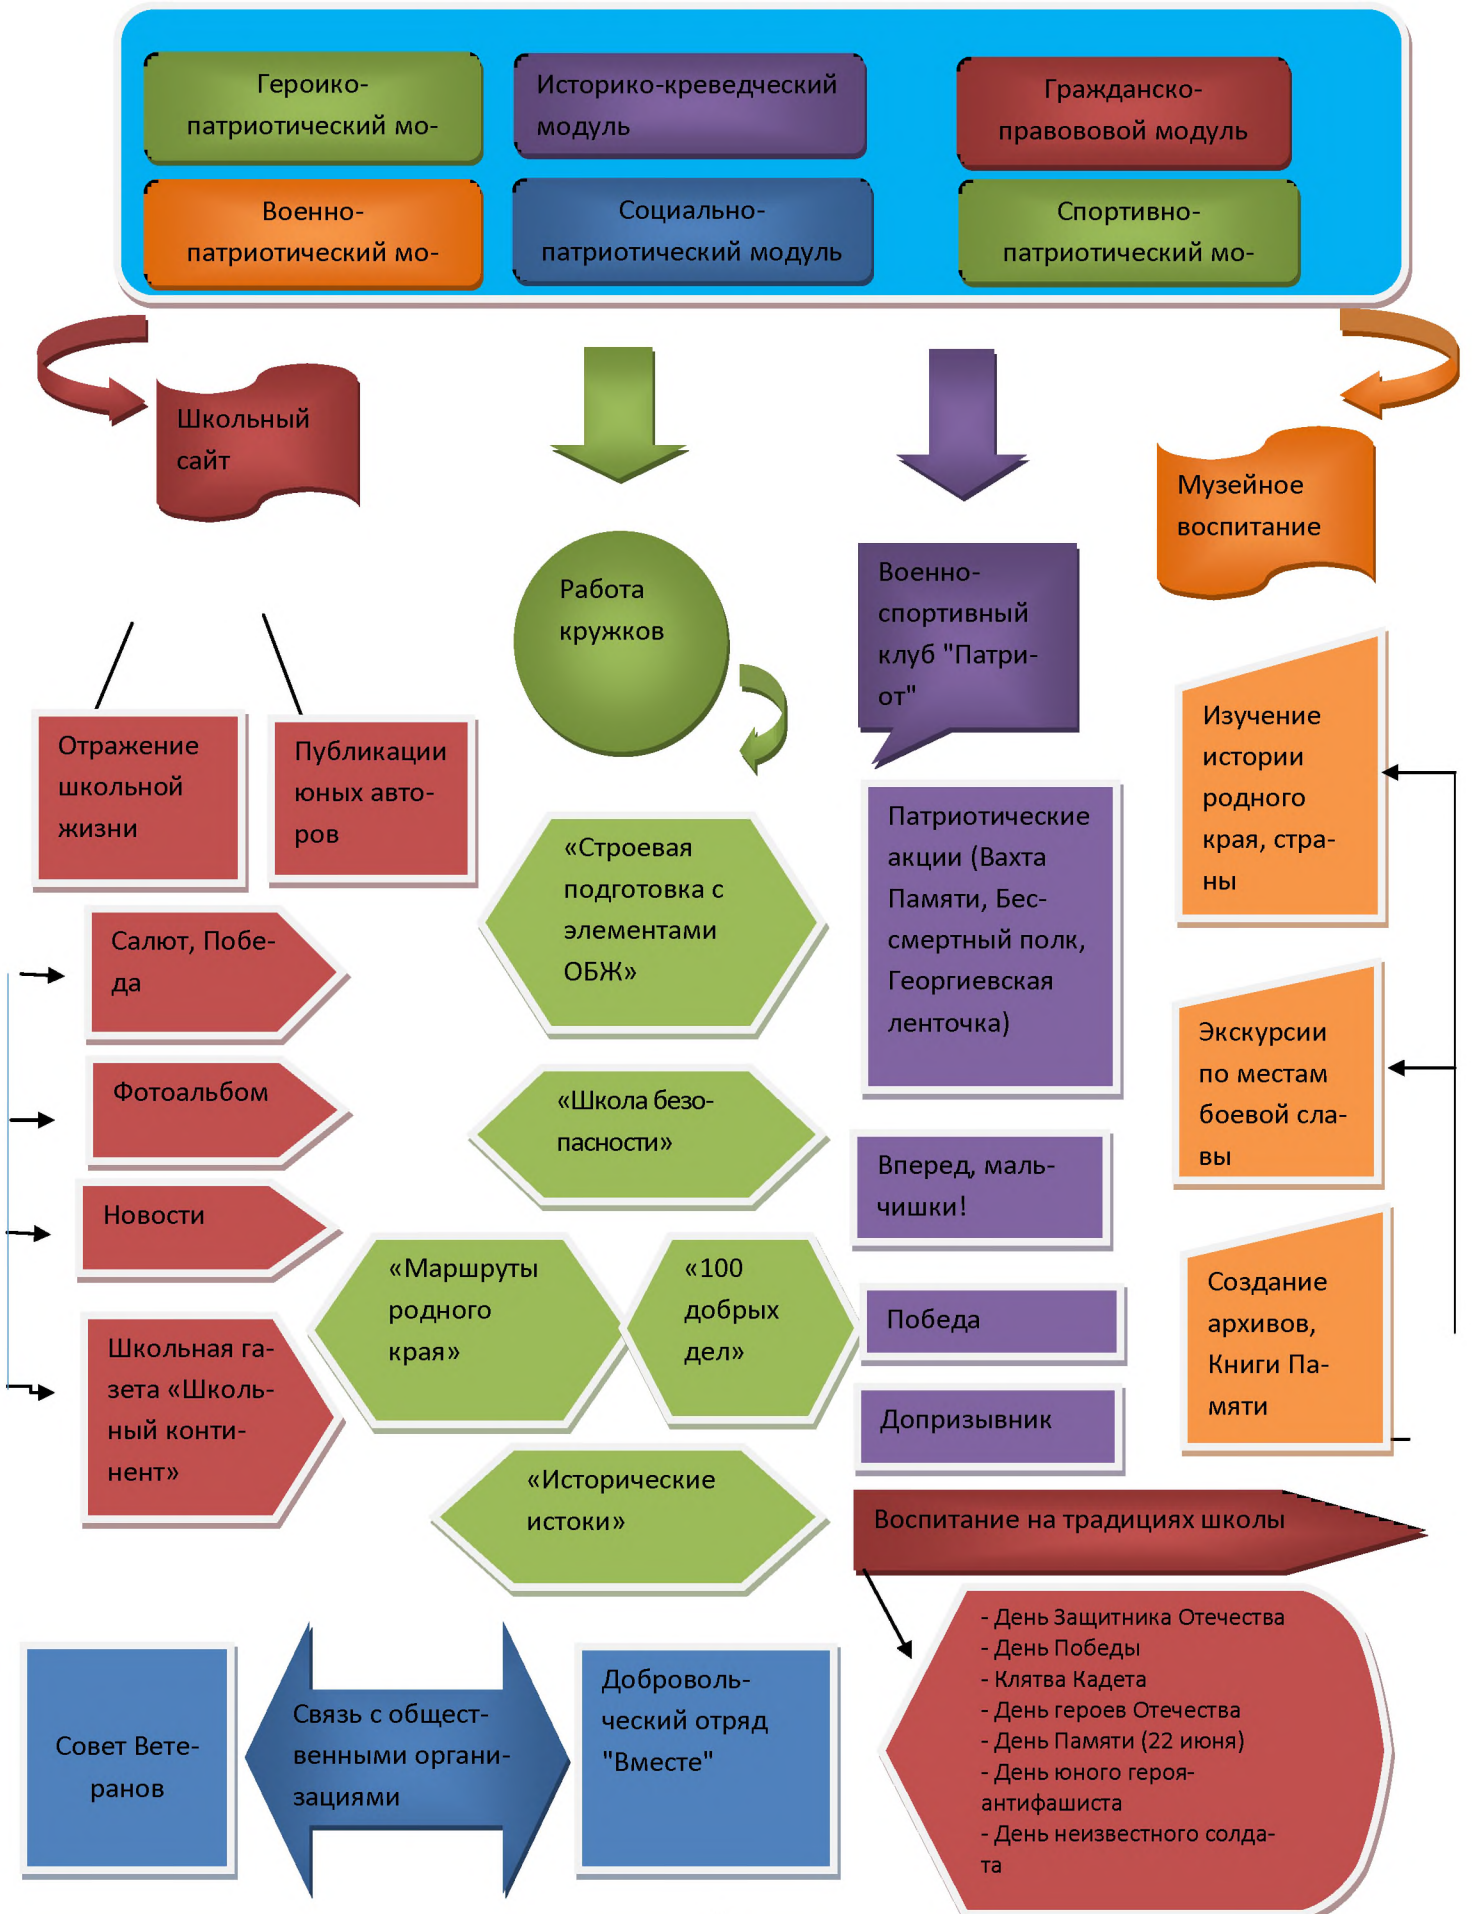 Героико-
патриотический мо-
Историко-креведческий
модуль
Гражданско-
правововой модуль
Военно-
патриотический мо-
Социально-
патриотический модуль
Спортивно-
патриотический мо-
Школьный
сайт
Музейное
воспитание
Работа
кружков
Военно-
спортивный
клуб "Патри-
от"
Отражение
школьной
жизни
Публикации
юных авто-
ров
Изучение
истории
родного
края, стра-
ны
«Строевая
подготовка с
элементами
ОБЖ»
Патриотические
акции (Вахта
Памяти, Бес-
смертный полк,
Георгиевская
ленточка)
Салют, Побе-
да
Экскурсии
по местам
боевой сла-
вы
Фотоальбом
«Школа безо-
пасности»
Вперед, маль-
чишки!
Новости
«Маршруты
родного
края»
«100
добрых
дел»
Победа
Создание
архивов,
Книги Па-
мяти
Школьная га-
зета «Школь-
ный конти-
нент»
Допризывник
«Исторические
истоки»
Воспитание на традициях школы
- День Защитника Отечества
- День Победы
- Клятва Кадета
- День героев Отечества
- День Памяти (22 июня)
- День юного героя-
антифашиста
- День неизвестного солда-
та
Совет Вете-
ранов
Связь с общест-
венными органи-
зациями
Доброволь-
ческий отряд
"Вместе"